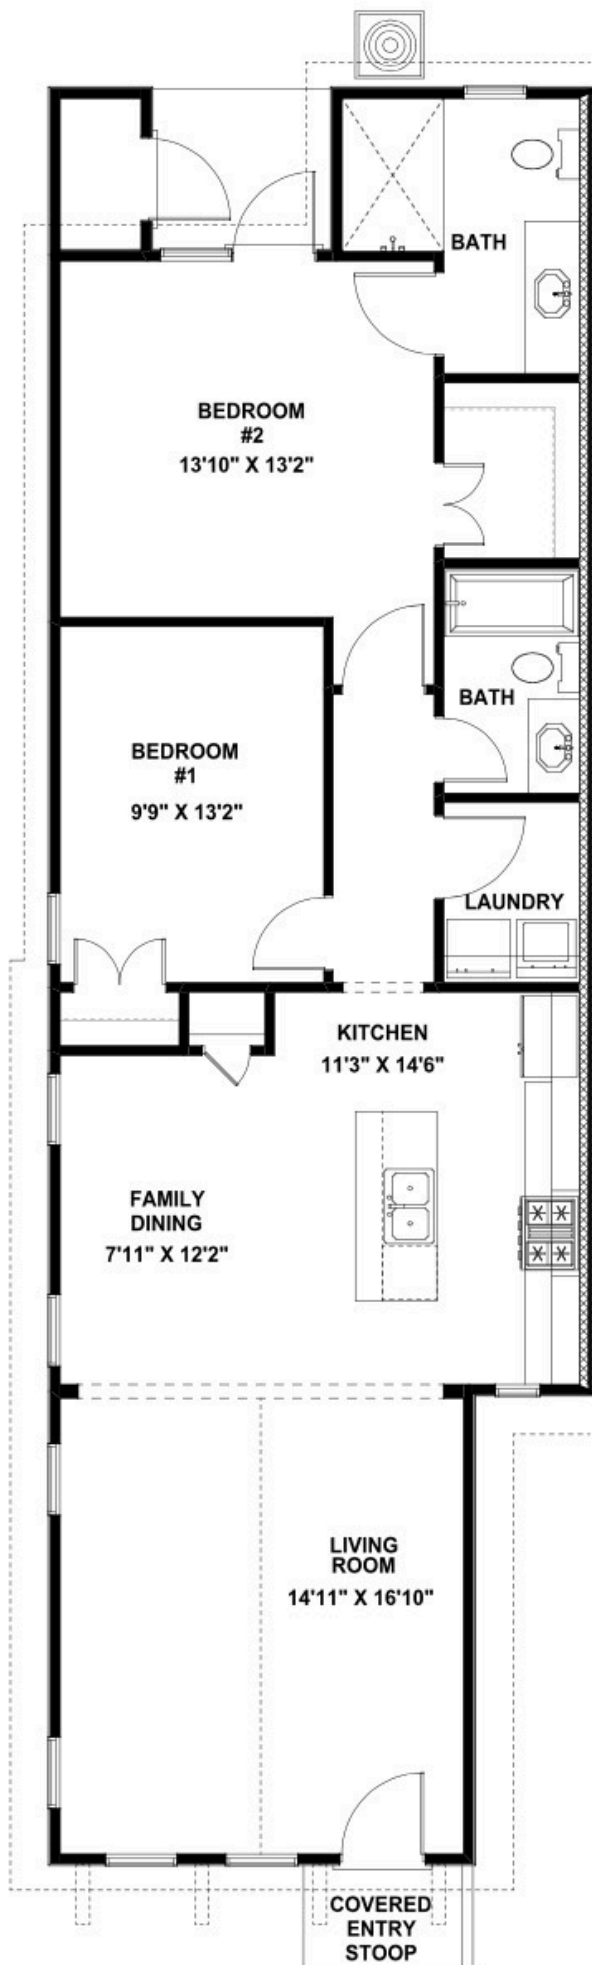 BATH
BEDROOM
#2
13'10" X 13'2"
BATH
BEDROOM
#1
9'9" X 13'2"
LAUNDRY
KITCHEN
11'3" X 14'6"
FAMILY
DINING
7'11" X 12'2"
LIVING
ROOM
14'11" X 16'10"
COVERED
ENTRY
STOOP